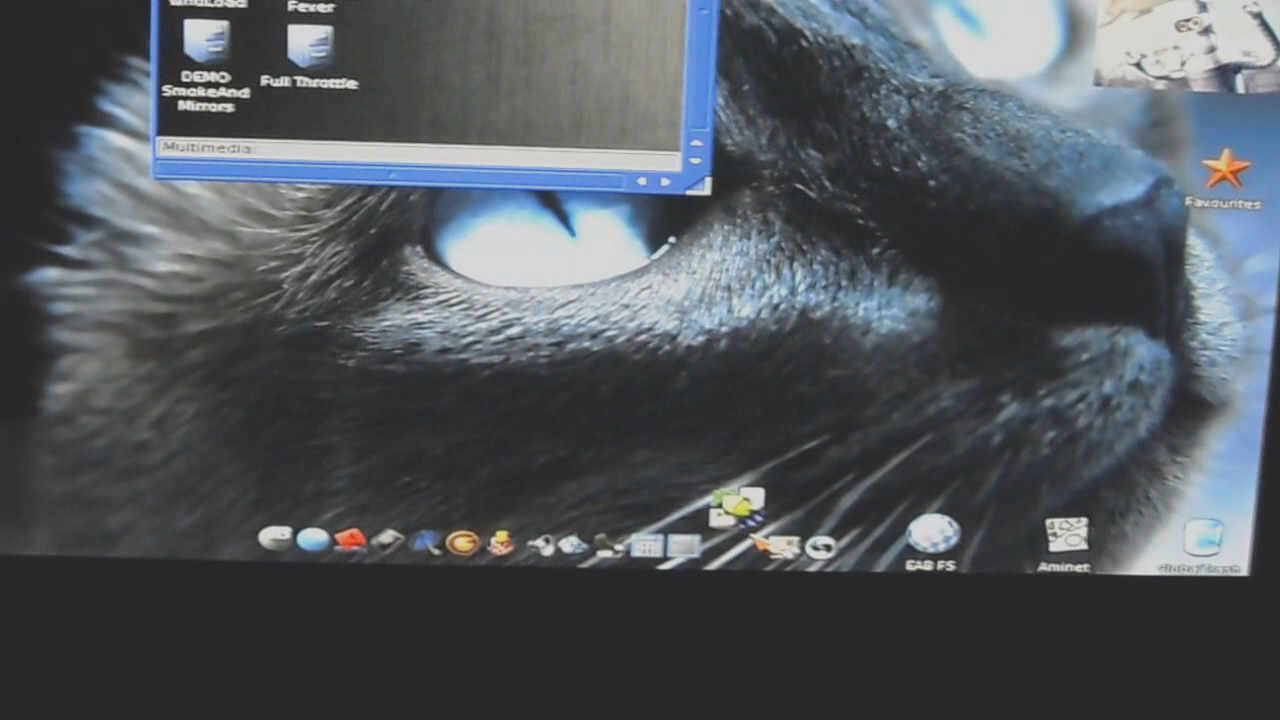 Fever
DEMO
SmokeAnd
Mirrors
Full Throttle
Multimedia:
Favourites
EAB FS
Aminet